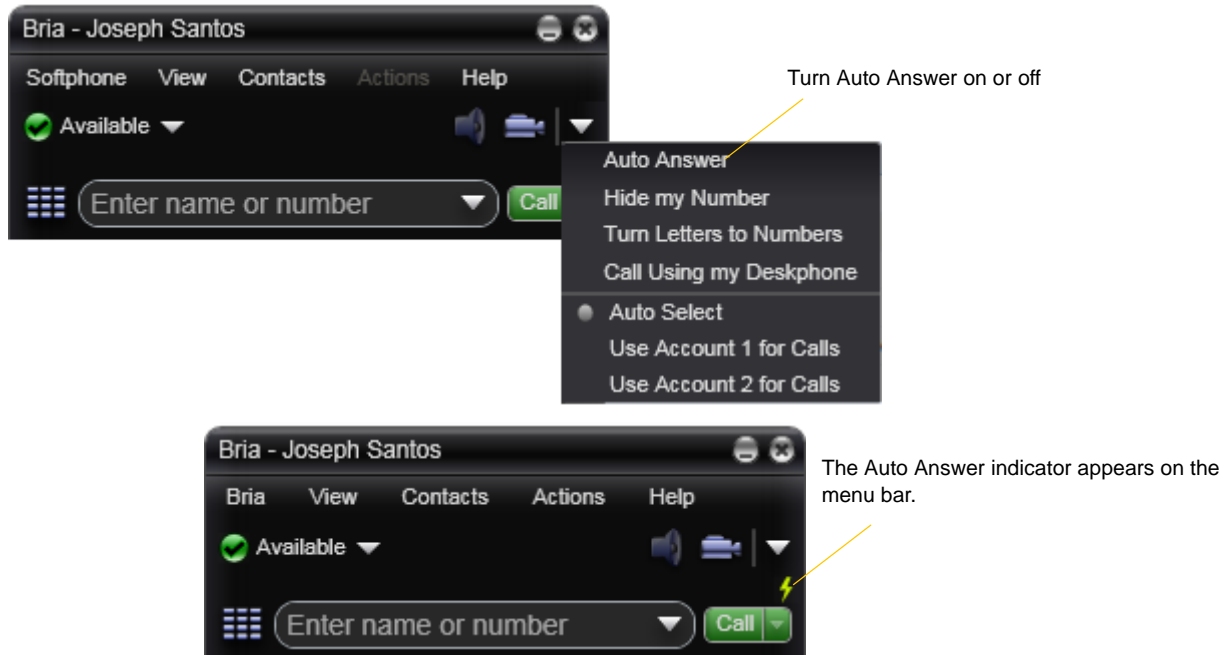 Bria - Joseph Santos
Softphone View Contacts Actions Help
Turn Auto Answer on or off
Available
Enter name or number
Call
Auto Answer
Hide my Number
Turn Letters to Numbers
Call Using my Deskphone
Auto Select
Use Account 1 for Calls
Use Account 2 for Calls
Bria - Joseph Santos
The Auto Answer indicator appears on the
menu bar.
Bria View Contacts Actions Help
Available
Enter name or number
Call